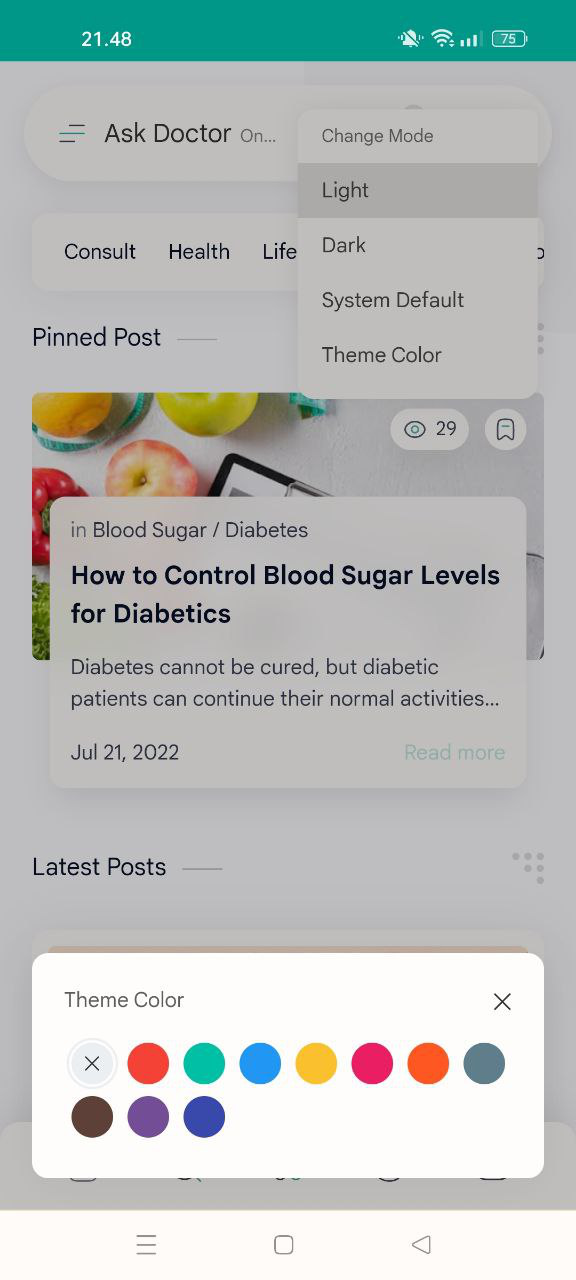 21.48
75
Ask Doctor On...
Change Mode
Light
Dark
System Default
Theme Color
Consult Health Life
Pinned Post
29
in Blood Sugar / Diabetes
How to Control Blood Sugar Levels
for Diabetics
Diabetes cannot be cured, but diabetic
patients can continue their normal activities...
Jul 21, 2022 Read more
Latest Posts
Theme Color